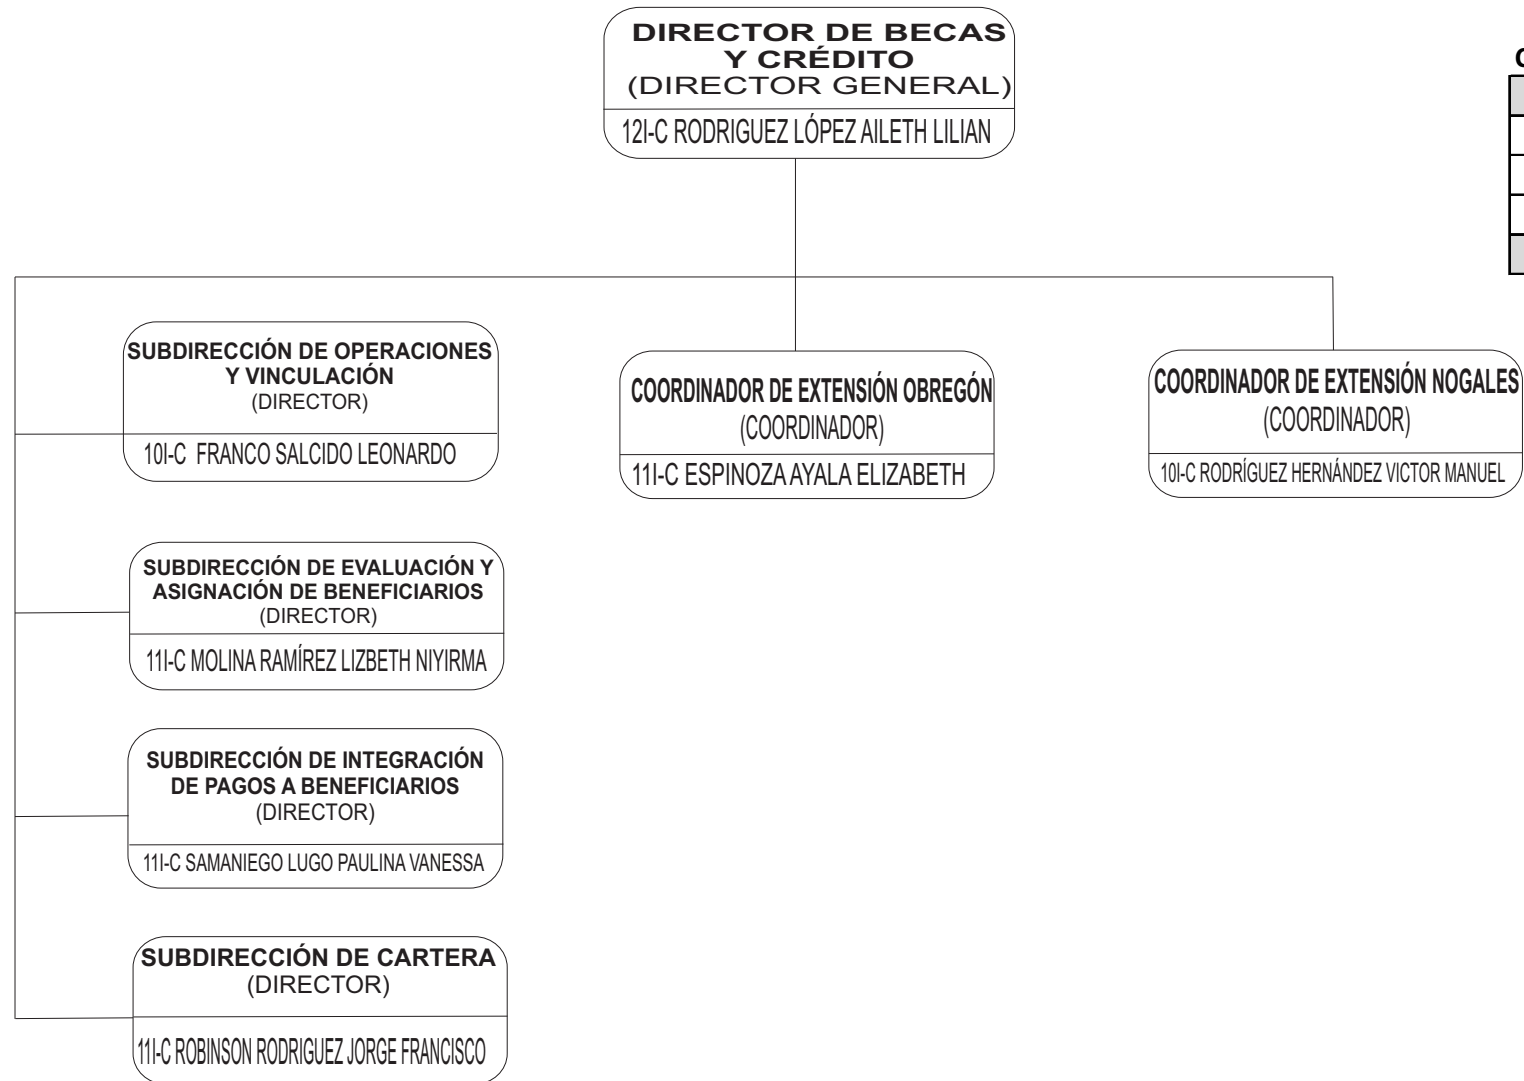 DIRECTOR DE BECAS
Y CRÉDITO
(DIRECTOR GENERAL)
12I-C RODRIGUEZ LÓPEZ AILETH LILIAN
SUBDIRECCIÓN DE OPERACIONES
Y VINCULACIÓN
(DIRECTOR)
10I-C FRANCO SALCIDO LEONARDO
COORDINADOR DE EXTENSIÓN OBREGÓN
(COORDINADOR)
11I-C ESPINOZA AYALA ELIZABETH
COORDINADOR DE EXTENSIÓN NOGALES
(COORDINADOR)
10I-C RODRÍGUEZ HERNÁNDEZ VICTOR MANUEL
SUBDIRECCIÓN DE EVALUACIÓN Y
ASIGNACIÓN DE BENEFICIARIOS
(DIRECTOR)
11I-C MOLINA RAMÍREZ LIZBETH NIYIRMA
SUBDIRECCIÓN DE INTEGRACIÓN
DE PAGOS A BENEFICIARIOS
(DIRECTOR)
11I-C SAMANIEGO LUGO PAULINA VANESSA
SUBDIRECCIÓN DE CARTERA
(DIRECTOR)
11I-C ROBINSON RODRIGUEZ JORGE FRANCISCO